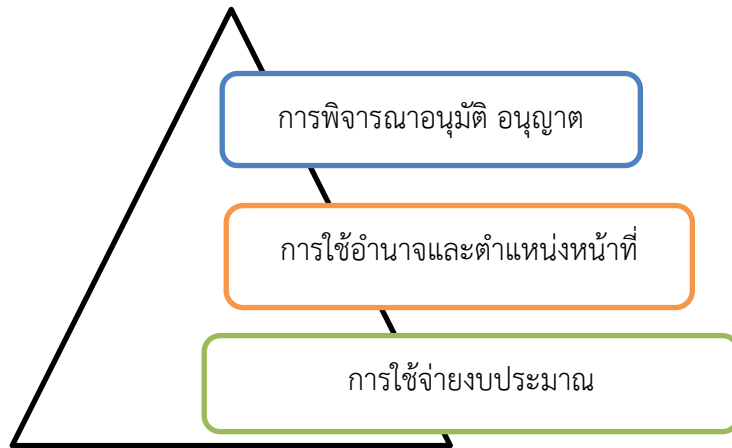 การพิจารณาอนุมัติ อนุญาต
การใช้อำนาจและตำแหน่งหน้าที่
การใช้จ่ายงบประมาณ